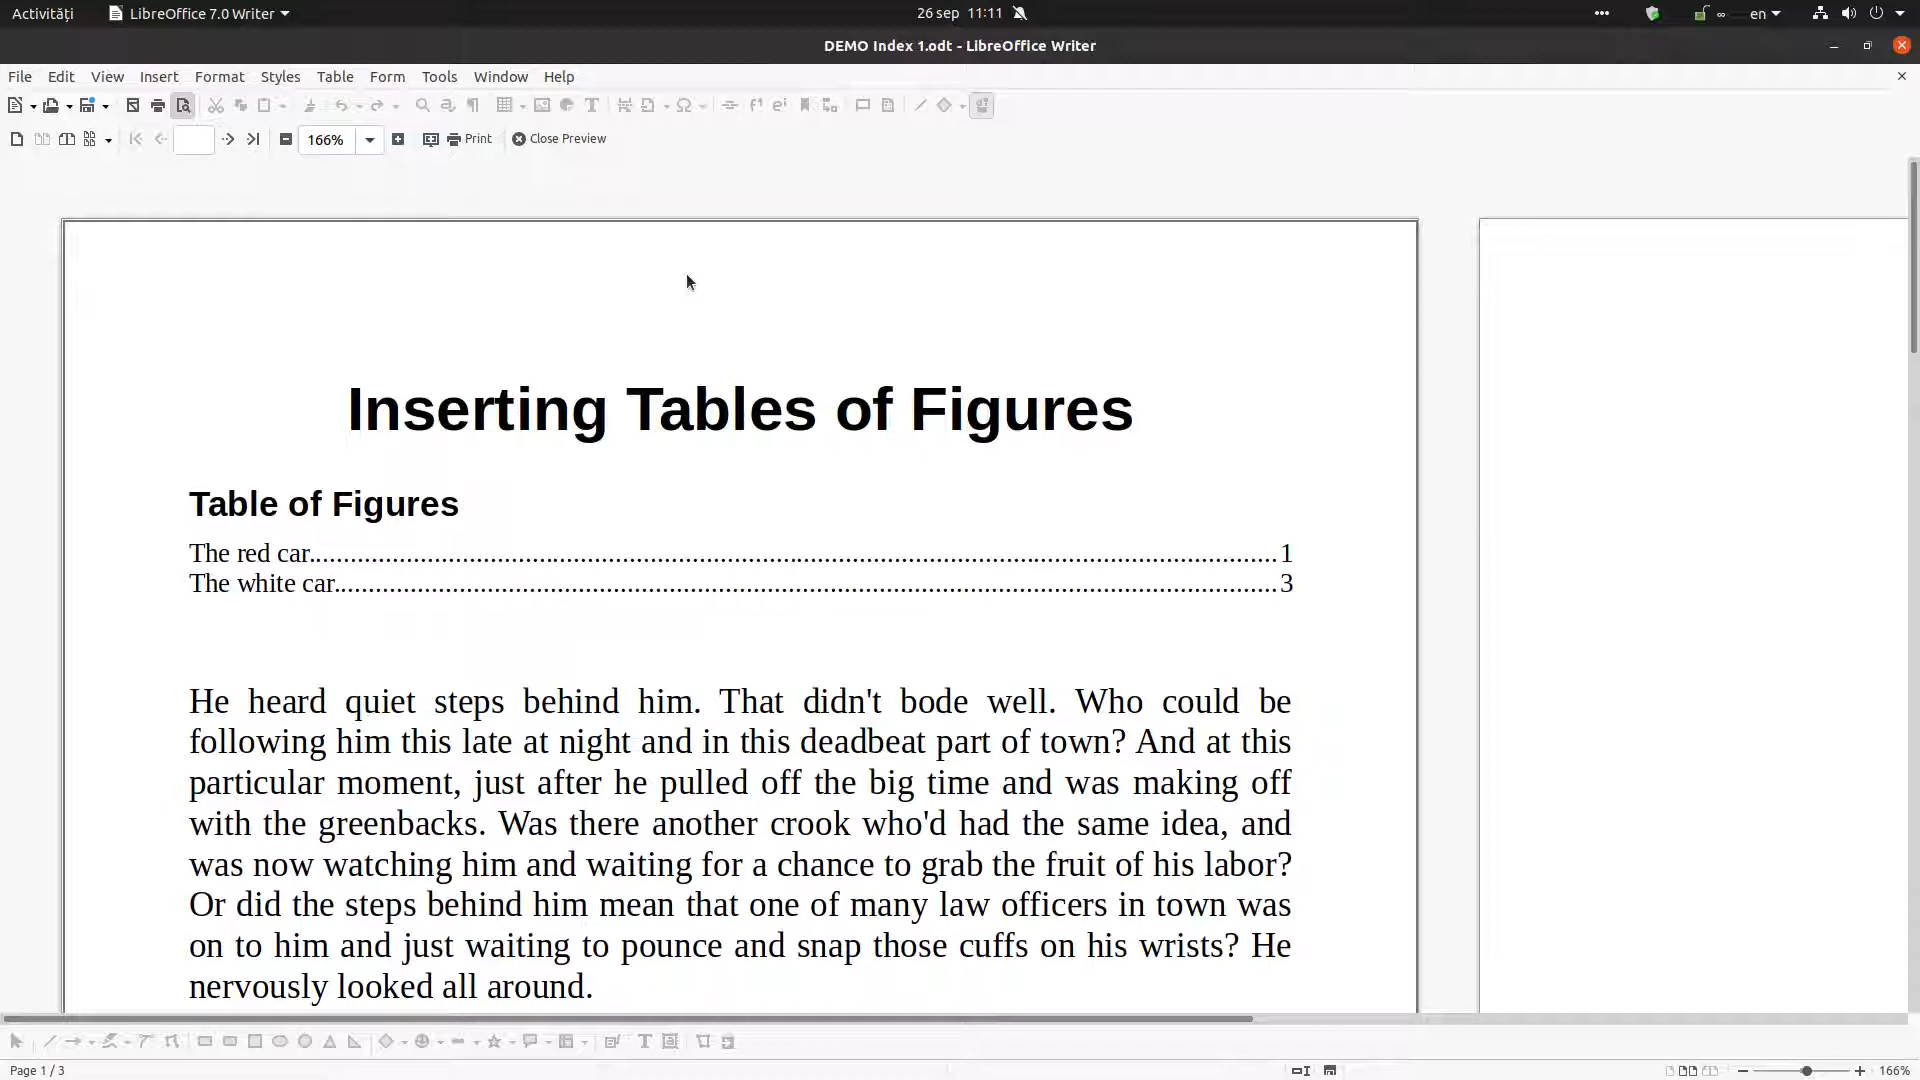 Activități LibreOffice 7.0 Writer 26 sep 11:11 en
DEMO Index 1.odt - LibreOffice Writer
File Edit View Insert Format Styles Table Form Tools Window Help
166% Print Close Preview
Inserting Tables of Figures
Table of Figures
The red car..........1
The white car..........3
He heard quiet steps behind him. That didn't bode well. Who could be
following him this late at night and in this deadbeat part of town? And at this
particular moment, just after he pulled off the big time and was making off
with the greenbacks. Was there another crook who'd had the same idea, and
was now watching him and waiting for a chance to grab the fruit of his labor?
Or did the steps behind him mean that one of many law officers in town was
on to him and just waiting to pounce and snap those cuffs on his wrists? He
nervously looked all around.
Page 1 / 3 166%